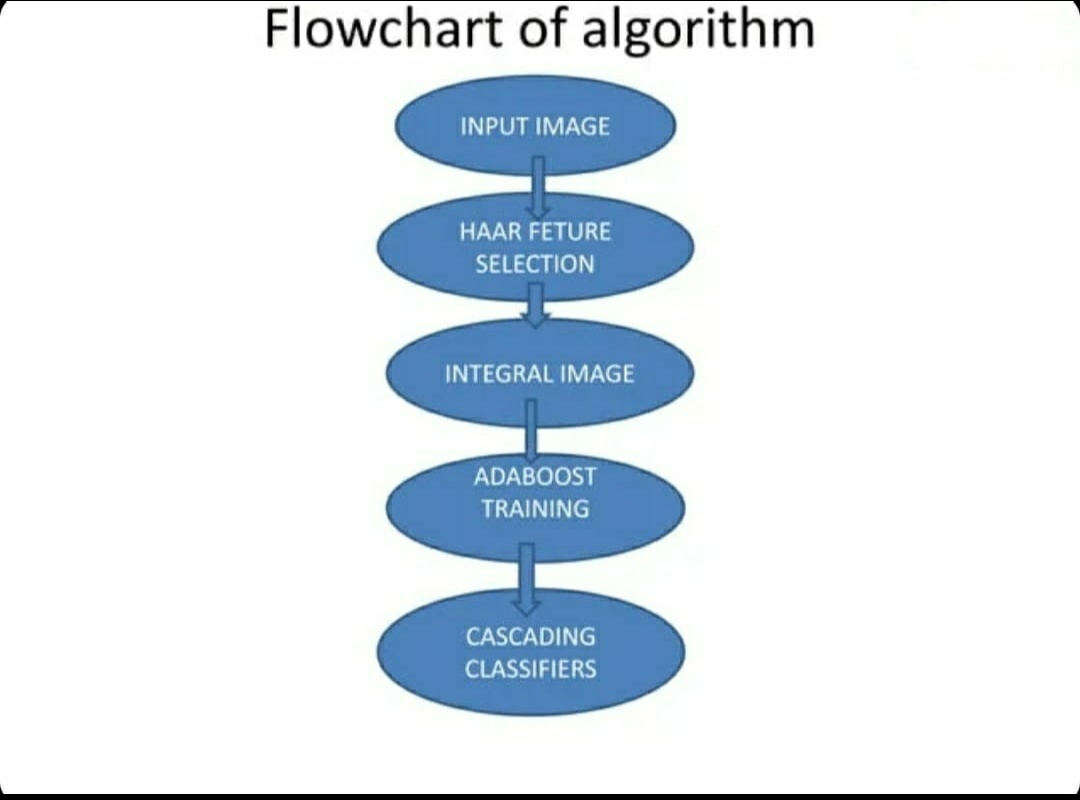 Flowchart of algorithm
INPUT IMAGE
HAAR FETURE
SELECTION
INTEGRAL IMAGE
ADABOOST
TRAINING
CASCADING
CLASSIFIERS